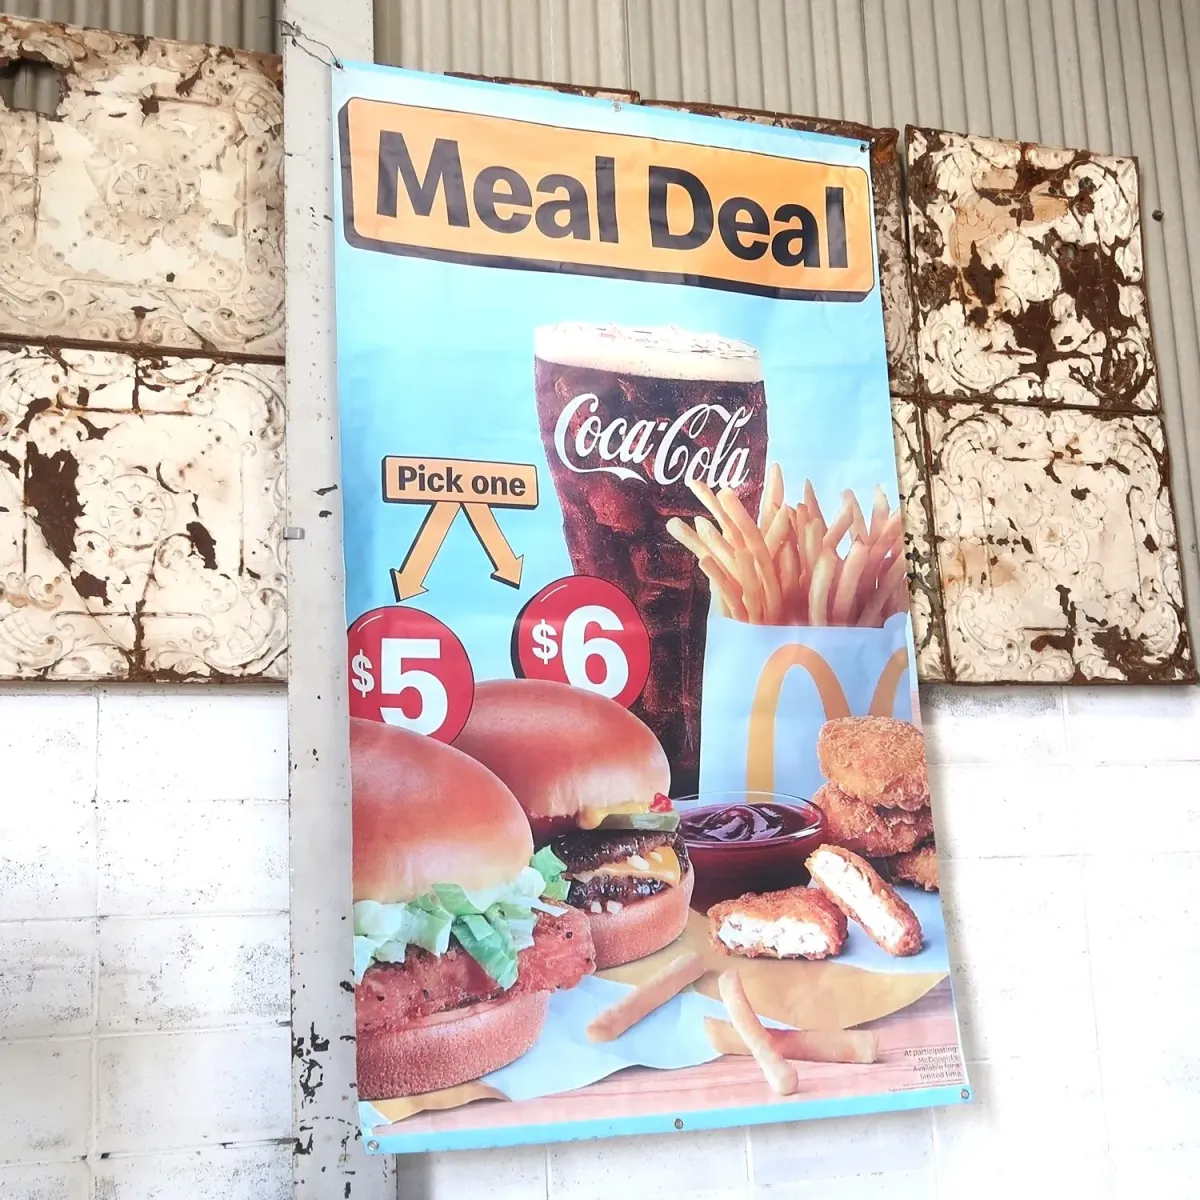 Meal Deal
Coca-Cola
Pick one
$5
$6
At participating
McDonald's.
Available for a
limited time.